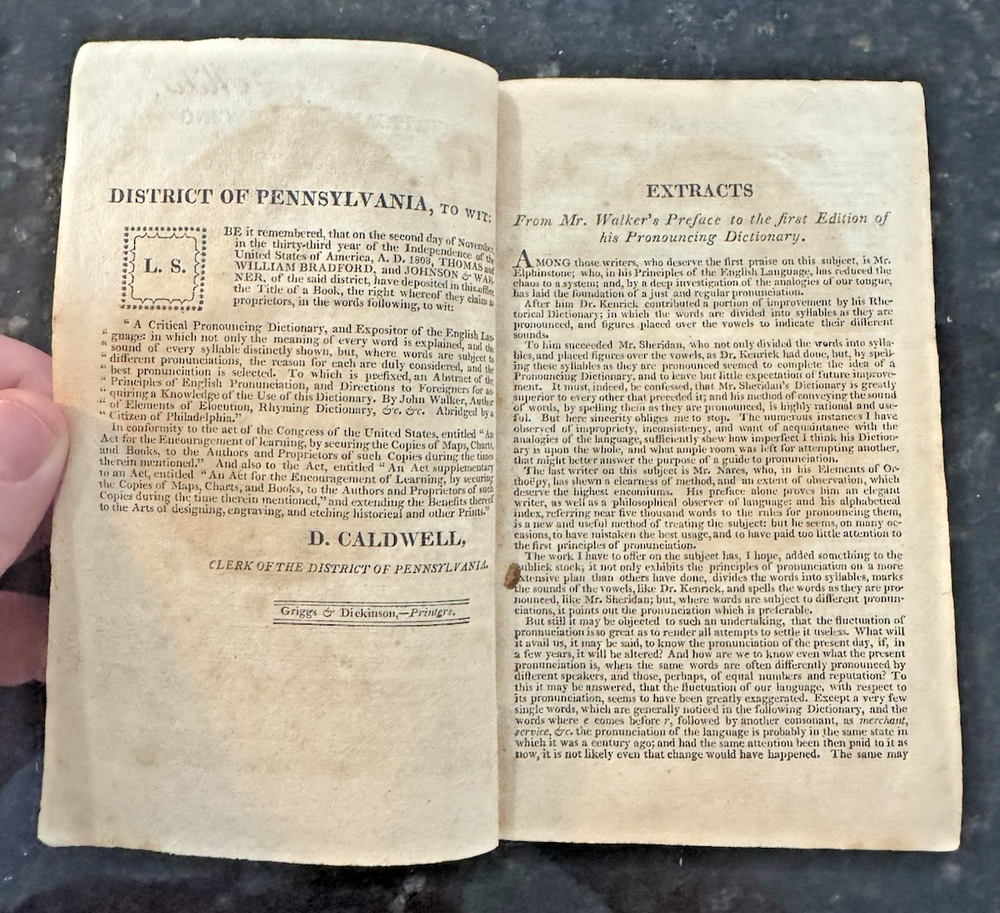 DISTRICT OF PENNSYLVANIA, TO WIT:
L. S.
BE it remembered, that on the second day of November,
in the thirty-third year of the Independence of the
United States of America, A. D. 1808, THOMAS and
WILLIAM BRADFORD, and JOHNSON & WAR-
NER, of the said district, have deposited in this office
the Title of a Book, the right whereof they claim as
proprietors, in the words following, to wit:
" A Critical Pronouncing Dictionary, and Expositor of the English Lan-
" guage: in which not only the meaning of every word is explained, and the
" sound of every syllable distinctly shown, but, where words are subject to
" different pronunciations, the reason for each are duly considered, and the
" best pronunciation is selected. To which is prefixed, an Abstract of the
" Principles of English Pronunciation, and Directions to Foreigners for ac-
" quiring a Knowledge of the Use of this Dictionary. By John Walker, Author
" of Elements of Elocution, Rhyming Dictionary, &c. &c. Abridged by a
" Citizen of Philadelphia."
In conformity to the act of the Congress of the United States, entitled "An
Act for the Encouragement of learning, by securing the Copies of Maps, Charts,
and Books, to the Authors and Proprietors of such Copies during the times
therein mentioned." And also to the Act, entitled "An Act supplementary
to an Act, entitled "An Act for the Encouragement of Learning, by securing
the Copies of Maps, Charts, and Books, to the Authors and Proprietors of such
Copies during the time therein mentioned," and extending the Benefits thereof
to the Arts of designing, engraving, and etching historical and other Prints."
D. CALDWELL,
CLERK OF THE DISTRICT OF PENNSYLVANIA.
Griggs & Dickinson,—Printers.
EXTRACTS
From Mr. Walker's Preface to the first Edition of
his Pronouncing Dictionary.
AMONG those writers, who deserve the first praise on this subject, is Mr.
Elphinstone; who, in his Principles of the English Language, has reduced the
chaos to a system; and, by a deep investigation of the analogies of our tongue,
has laid the foundation of a just and regular pronunciation.
After him Dr. Kenrick contributed a portion of improvement by his Rhe-
torical Dictionary; in which the words are divided into syllables as they are
pronounced, and figures placed over the vowels to indicate their different
sounds.
To him succeeded Mr. Sheridan, who not only divided the words into sylla-
bles, and placed figures over the vowels, as Dr. Kenrick had done, but, by spell-
ing these syllables as they are pronounced seemed to complete the idea of a
Pronouncing Dictionary, and to leave but little expectation of future improve-
ment. It must, indeed, be confessed, that Mr. Sheridan's Dictionary is greatly
superior to every other that preceded it; and his method of conveying the sound
of words, by spelling them as they are pronounced, is highly rational and use-
ful. But here sincerity obliges me to stop. The numerous instances I have
observed of impropriety, inconsistency, and want of acquaintance with the
analogies of the language, sufficiently shew how imperfect I think his Diction-
ary is upon the whole, and what ample room was left for attempting another,
that might better answer the purpose of a guide to pronunciation.
The last writer on this subject is Mr. Nares, who, in his Elements of Or-
thoëpy, has shewn a clearness of method, and an extent of observation, which
deserve the highest encomiums. His preface alone proves him an elegant
writer, as well as a philosophical observer of language: and his alphabetical
index, referring near five thousand words to the rules for pronouncing them,
is a new and useful method of treating the subject: but he seems, on many oc-
casions, to have mistaken the best usage, and to have paid too little attention to
the first principles of pronunciation.
The work I have to offer on the subject has, I hope, added something to the
publick stock; it not only exhibits the principles of pronunciation on a more
extensive plan than others have done, divides the words into syllables, marks
the sounds of the vowels, like Dr. Kenrick, and spells the words as they are pro-
nounced, like Mr. Sheridan; but, where words are subject to different pronun-
ciations, it points out the pronunciation which is preferable.
But still it may be objected to such an undertaking, that the fluctuation of
pronnuciation is so great as to render all attempts to settle it useless. What will
it avail us, it may be said, to know the pronunciation of the present day, if, in
a few years, it will be altered? And how are we to know even what the present
pronunciation is, when the same words are often differently pronounced by
different speakers, and those, perhaps, of equal numbers and reputation? To
this it may be answered, that the fluctuation of our language, with respect to
its pronunciation, seems to have been greatly exaggerated. Except a very few
single words, which are generally noticed in the following Dictionary, and the
words where e comes before r, followed by another consonant, as merchant,
service, &c. the pronunciation of the language is probably in the same state in
which it was a century ago; and had the same attention been then paid to it as
now, it is not likely even that change would have happened. The same may